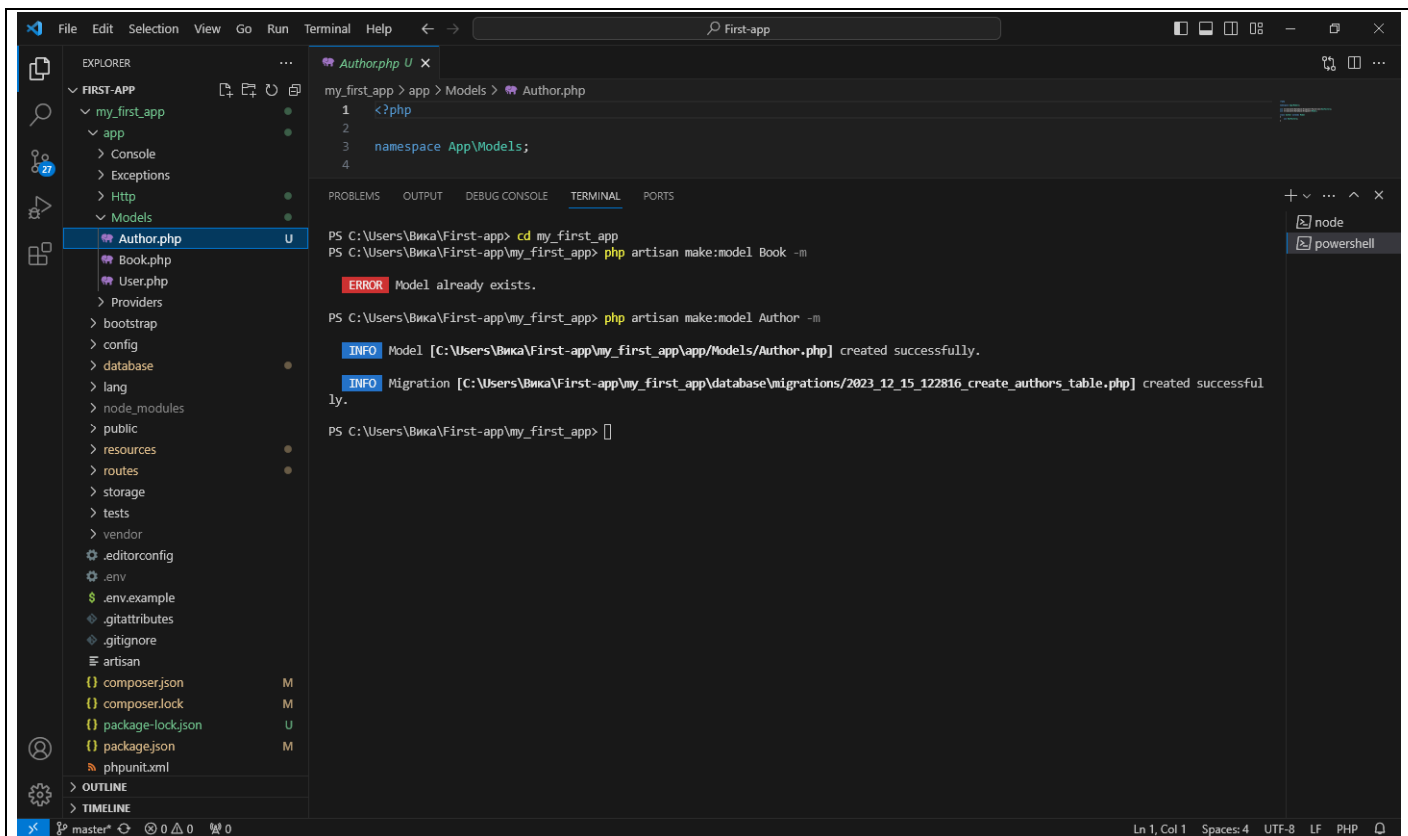 File Edit Selection View Go Run Terminal Help First-app
EXPLORER
FIRST-APP
my_first_app
app
Console
Exceptions
Http
Models
Author.php U
Book.php
User.php
Providers
bootstrap
config
database
lang
node_modules
public
resources
routes
storage
tests
vendor
.editorconfig
.env
.env.example
.gitattributes
.gitignore
artisan
composer.json M
composer.lock M
package-lock.json U
package.json M
phpunit.xml
OUTLINE
TIMELINE
27
Author.php U
my_first_app > app > Models > Author.php
1 <?php
2
3 namespace App\Models;
4
PROBLEMS OUTPUT DEBUG CONSOLE TERMINAL PORTS
PS C:\Users\Вика\First-app> cd my_first_app
PS C:\Users\Вика\First-app\my_first_app> php artisan make:model Book -m
ERROR Model already exists.
PS C:\Users\Вика\First-app\my_first_app> php artisan make:model Author -m
INFO Model [C:\Users\Вика\First-app\my_first_app\app/Models/Author.php] created successfully.
INFO Migration [C:\Users\Вика\First-app\my_first_app\database\migrations/2023_12_15_122816_create_authors_table.php] created successful
ly.
PS C:\Users\Вика\First-app\my_first_app>
node
powershell
master* 0 0 0 Ln 1, Col 1 Spaces: 4 UTF-8 LF PHP